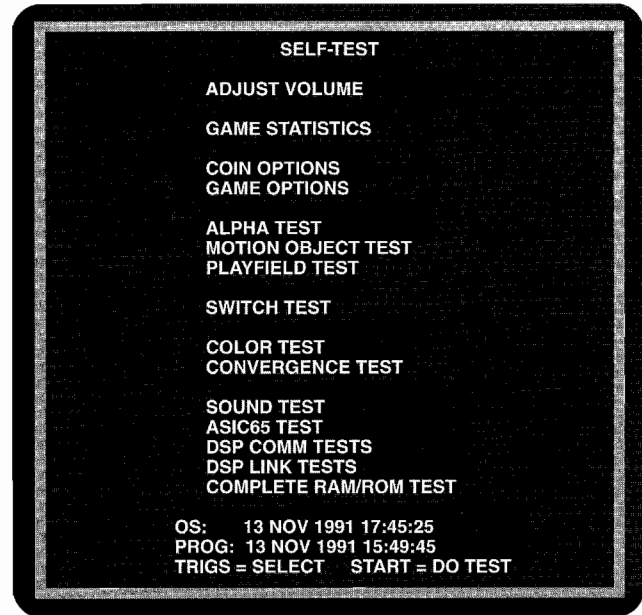 SELF-TEST
ADJUST VOLUME
GAME STATISTICS
COIN OPTIONS
GAME OPTIONS
ALPHA TEST
MOTION OBJECT TEST
PLAYFIELD TEST
SWITCH TEST
COLOR TEST
CONVERGENCE TEST
SOUND TEST
ASIC65 TEST
DSP COMM TESTS
DSP LINK TESTS
COMPLETE RAM/ROM TEST
OS: 13 NOV 1991 17:45:25
PROG: 13 NOV 1991 15:49:45
TRIGS = SELECT START = DO TEST